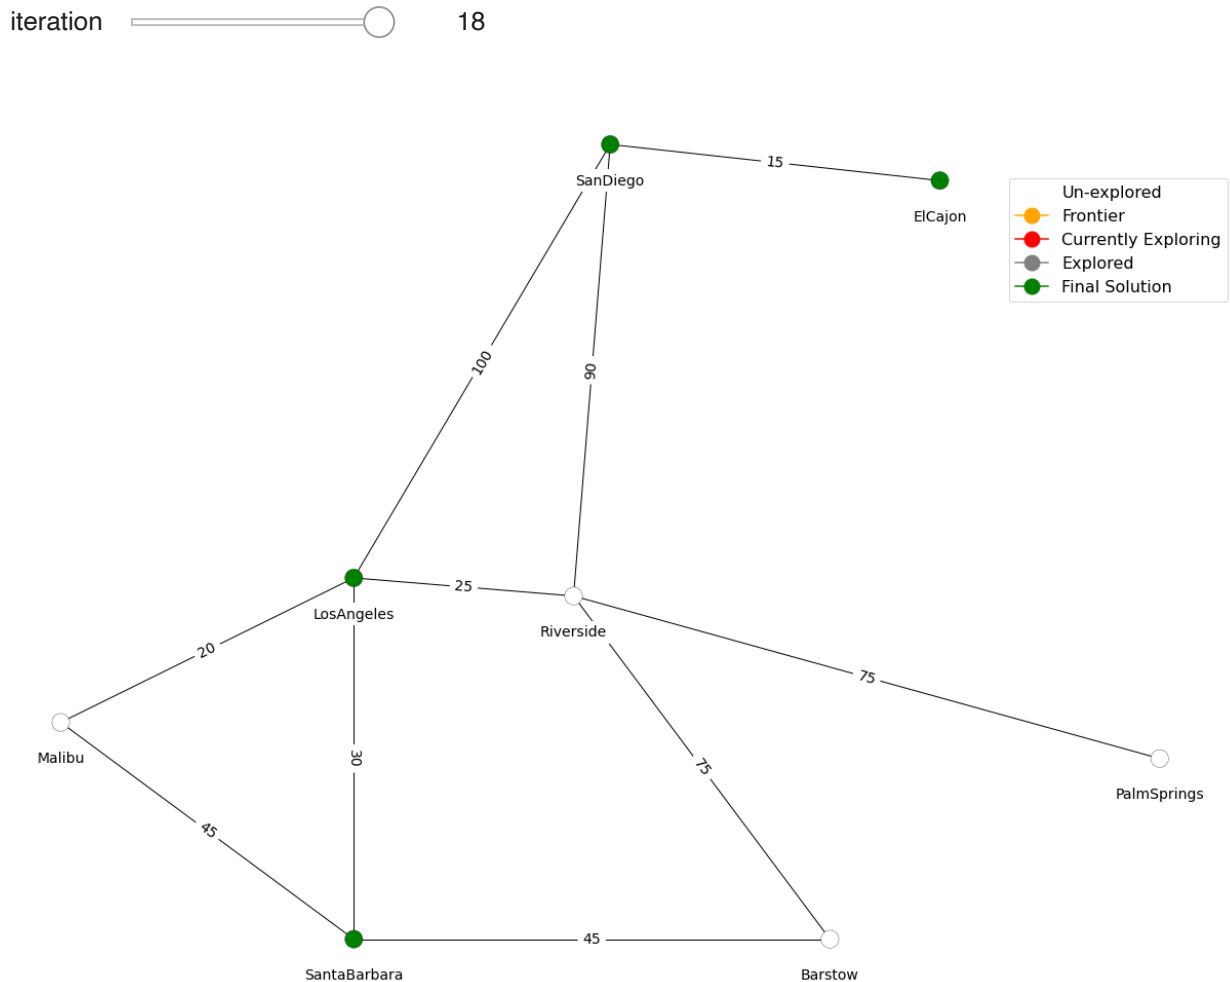 iteration 18
15
SanDiego
ElCajon
Un-explored
Frontier
Currently Exploring
Explored
Final Solution
100
90
25
LosAngeles
Riverside
20
75
30
75
Malibu
PalmSprings
45
45
SantaBarbara
Barstow